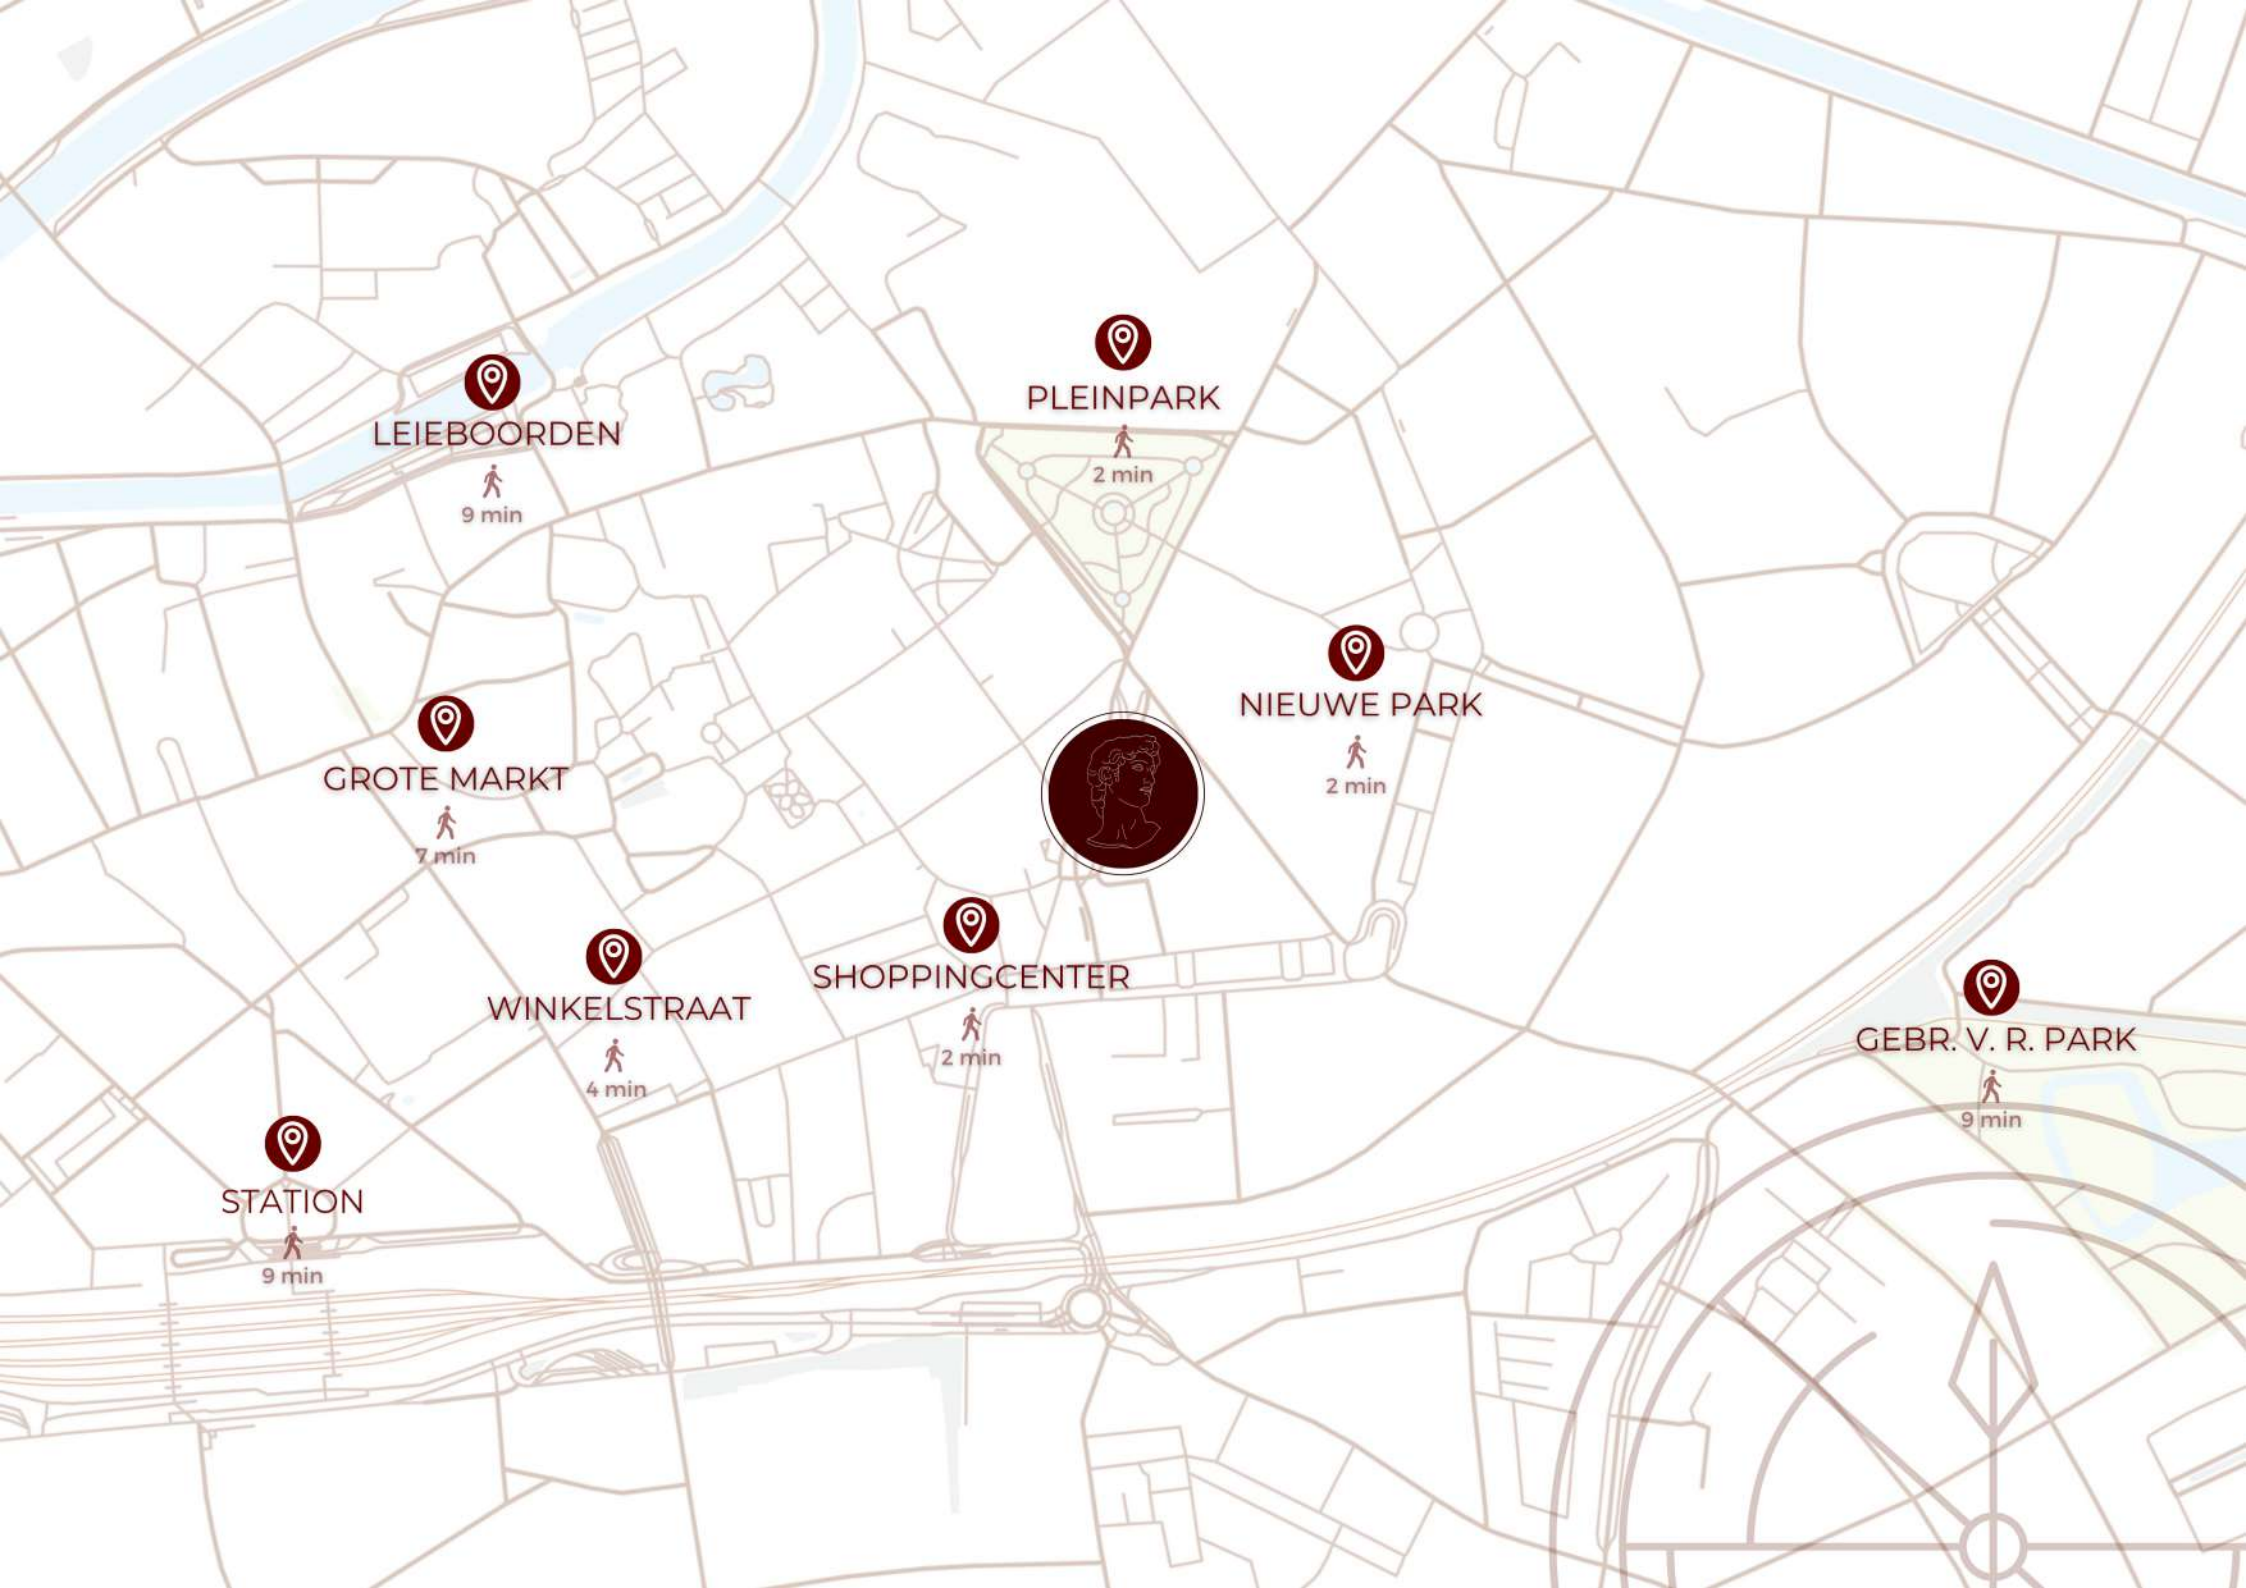 PLEINPARK
2 min
LEIEBOORDEN
9 min
NIEUWE PARK
2 min
GROTE MARKT
7 min
SHOPPINGCENTER
2 min
WINKELSTRAAT
4 min
GEBR. V. R. PARK
9 min
STATION
9 min